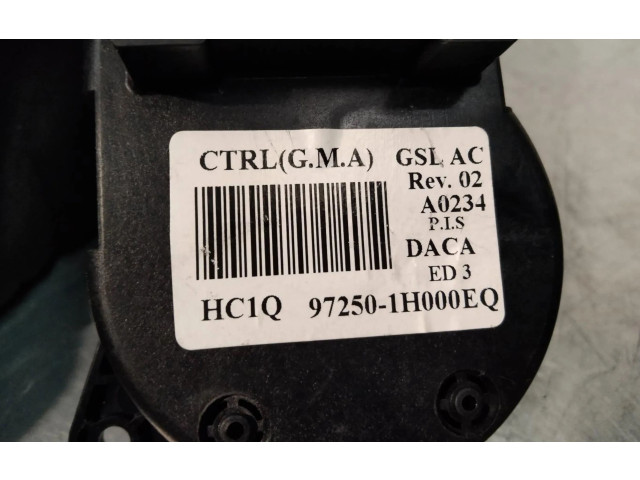 CTRL(G.M.A) GSL AC
Rev. 02
A0234
P.I.S
DACA
ED 3
HC1Q 97250-1H000EQ